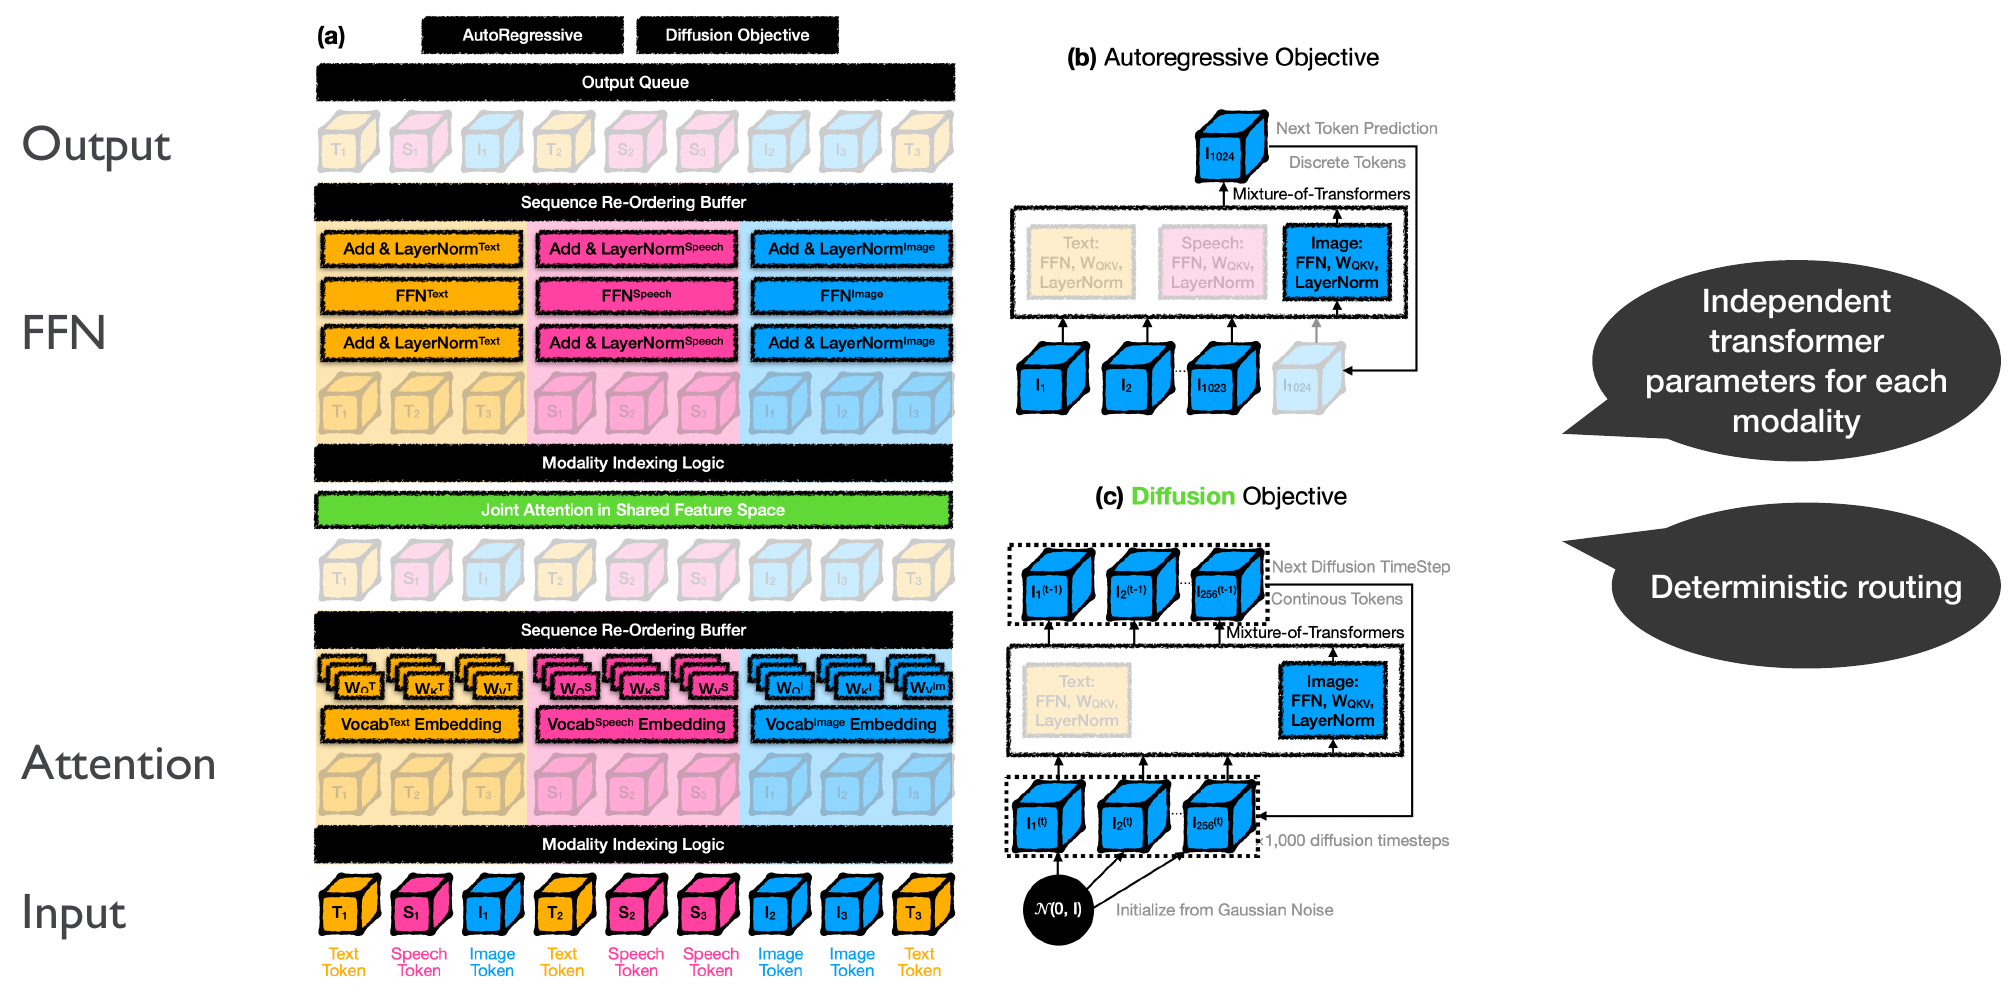 (a)
AutoRegressive
Diffusion Objective
Output Queue
Output
T1 S1 I1 T2 S2 S3 I2 I3 T3
Sequence Re-Ordering Buffer
Add & LayerNormText Add & LayerNormSpeech Add & LayerNormImage
FFN
FFNText FFNSpeech FFNImage
Add & LayerNormText Add & LayerNormSpeech Add & LayerNormImage
T1 T2 T3 S1 S2 S3 I1 I2 I3
Modality Indexing Logic
Joint Attention in Shared Feature Space
T1 S1 I1 T2 S2 S3 I2 I3 T3
Sequence Re-Ordering Buffer
WQT WKT WVT WQS WKS WVS WQI WKI WVIm
VocabText Embedding VocabSpeech Embedding VocabImage Embedding
Attention
T1 T2 T3 S1 S2 S3 I1 I2 I3
Modality Indexing Logic
Input
T1 S1 I1 T2 S2 S3 I2 I3 T3
Text Speech Image Text Speech Speech Image Image Text
Token Token Token Token Token Token Token Token Token
(b) Autoregressive Objective
I1024
Next Token Prediction
Discrete Tokens
Mixture-of-Transformers
Text: Speech: Image:
FFN, WQKV, FFN, WQKV, FFN, WQKV,
LayerNorm LayerNorm LayerNorm
I1 I2 ... I1023 I1024
(c) Diffusion Objective
I1(t-1) I2(t-1) ... I256(t-1)
Next Diffusion TimeStep
Continous Tokens
Mixture-of-Transformers
Text: Image:
FFN, WQKV, FFN, WQKV,
LayerNorm LayerNorm
I1(t) I2(t) ... I256(t)
×1,000 diffusion timesteps
N(0, I)
Initialize from Gaussian Noise
Independent
transformer
parameters for each
modality
Deterministic routing